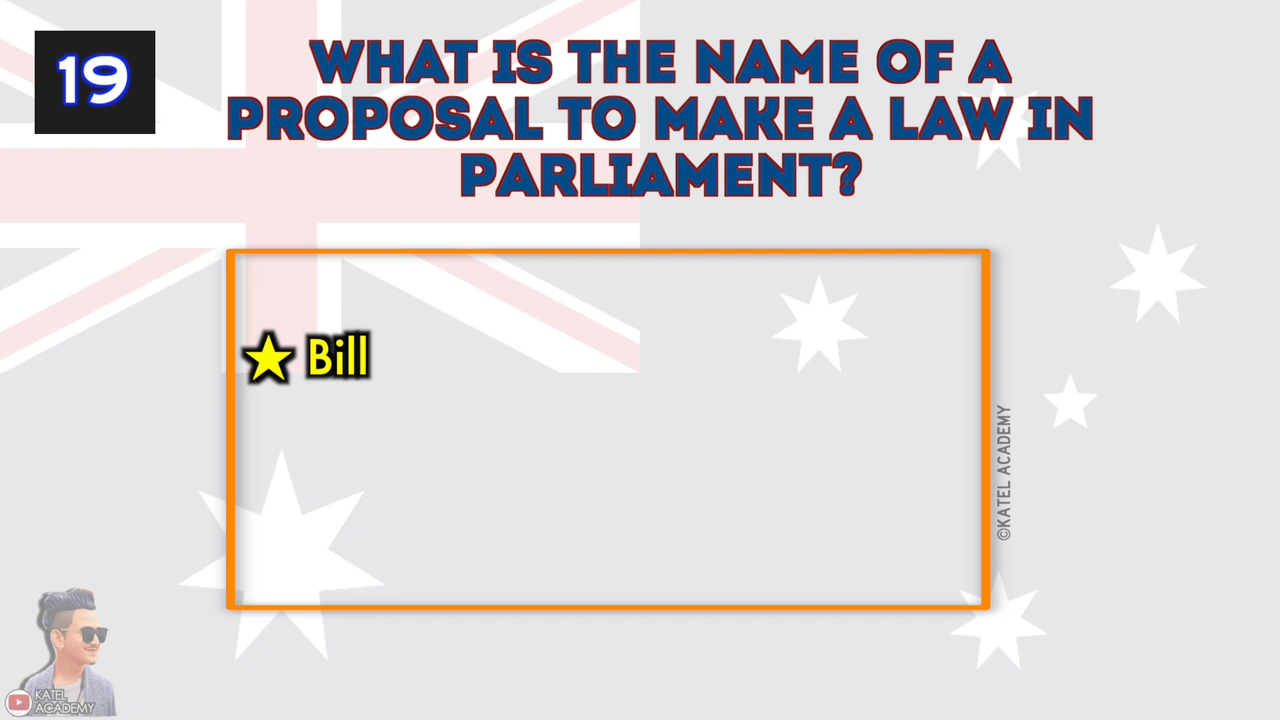 19
WHAT IS THE NAME OF A
PROPOSAL TO MAKE A LAW IN
PARLIAMENT?
Bill
©KATEL ACADEMY
KATEL
ACADEMY